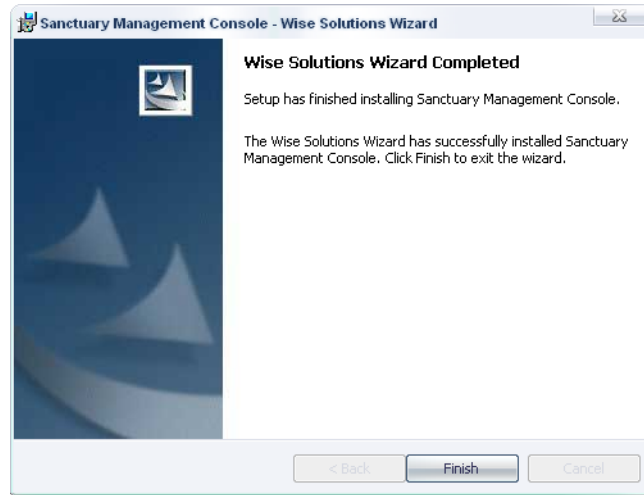 Sanctuary Management Console - Wise Solutions Wizard
Wise Solutions Wizard Completed
Setup has finished installing Sanctuary Management Console.
The Wise Solutions Wizard has successfully installed Sanctuary
Management Console. Click Finish to exit the wizard.
< Back Finish Cancel